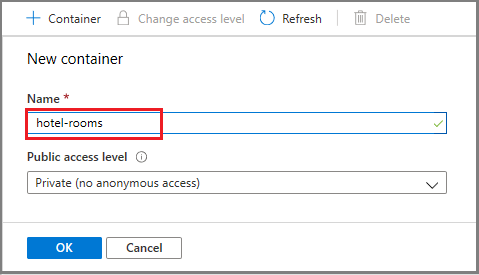 + Container Change access level Refresh Delete
New container
Name *
hotel-rooms
Public access level
Private (no anonymous access)
OK Cancel